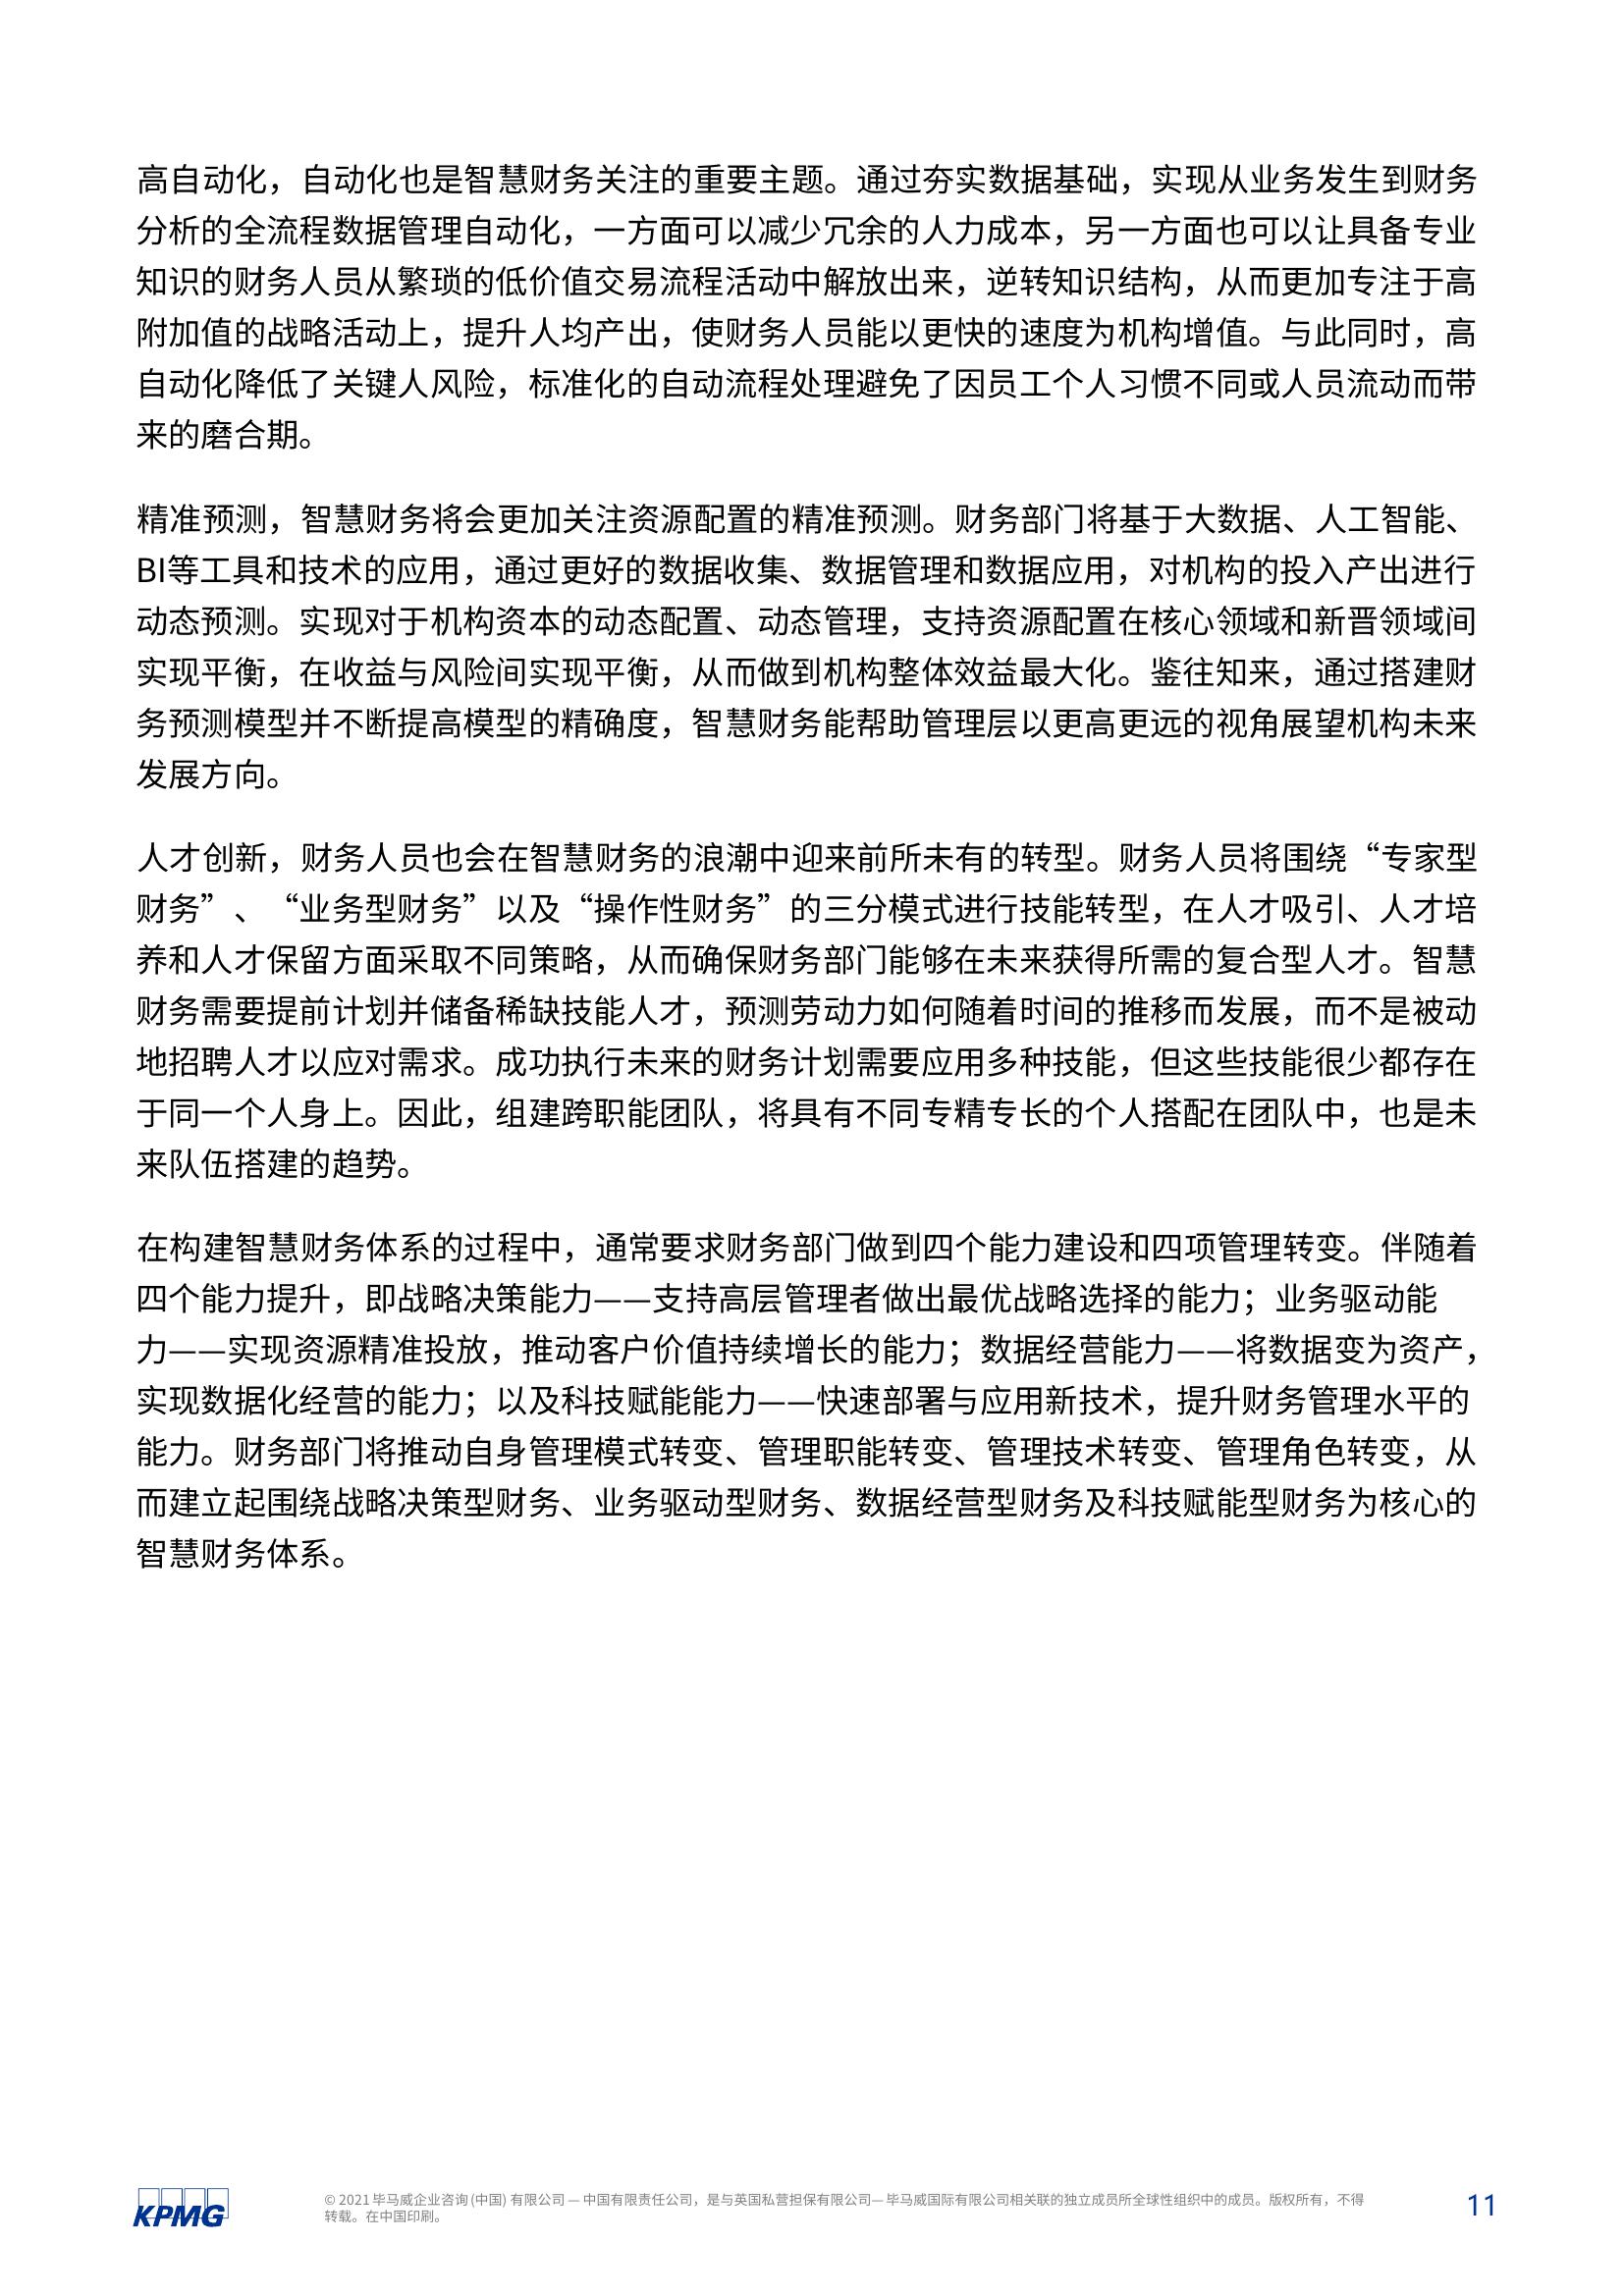 高自动化，自动化也是智慧财务关注的重要主题。通过夯实数据基础，实现从业务发生到财务
分析的全流程数据管理自动化，一方面可以减少冗余的人力成本，另一方面也可以让具备专业
知识的财务人员从繁琐的低价值交易流程活动中解放出来，逆转知识结构，从而更加专注于高
附加值的战略活动上，提升人均产出，使财务人员能以更快的速度为机构增值。与此同时，高
自动化降低了关键人风险，标准化的自动流程处理避免了因员工个人习惯不同或人员流动而带
来的磨合期。
精准预测，智慧财务将会更加关注资源配置的精准预测。财务部门将基于大数据、人工智能、
BI等工具和技术的应用，通过更好的数据收集、数据管理和数据应用，对机构的投入产出进行
动态预测。实现对于机构资本的动态配置、动态管理，支持资源配置在核心领域和新晋领域间
实现平衡，在收益与风险间实现平衡，从而做到机构整体效益最大化。鉴往知来，通过搭建财
务预测模型并不断提高模型的精确度，智慧财务能帮助管理层以更高更远的视角展望机构未来
发展方向。
人才创新，财务人员也会在智慧财务的浪潮中迎来前所未有的转型。财务人员将围绕“专家型
财务”、“业务型财务”以及“操作性财务”的三分模式进行技能转型，在人才吸引、人才培
养和人才保留方面采取不同策略，从而确保财务部门能够在未来获得所需的复合型人才。智慧
财务需要提前计划并储备稀缺技能人才，预测劳动力如何随着时间的推移而发展，而不是被动
地招聘人才以应对需求。成功执行未来的财务计划需要应用多种技能，但这些技能很少都存在
于同一个人身上。因此，组建跨职能团队，将具有不同专精专长的个人搭配在团队中，也是未
来队伍搭建的趋势。
在构建智慧财务体系的过程中，通常要求财务部门做到四个能力建设和四项管理转变。伴随着
四个能力提升，即战略决策能力——支持高层管理者做出最优战略选择的能力；业务驱动能
力——实现资源精准投放，推动客户价值持续增长的能力；数据经营能力——将数据变为资产，
实现数据化经营的能力；以及科技赋能能力——快速部署与应用新技术，提升财务管理水平的
能力。财务部门将推动自身管理模式转变、管理职能转变、管理技术转变、管理角色转变，从
而建立起围绕战略决策型财务、业务驱动型财务、数据经营型财务及科技赋能型财务为核心的
智慧财务体系。
KPMG
© 2021 毕马威企业咨询 (中国) 有限公司 — 中国有限责任公司，是与英国私营担保有限公司— 毕马威国际有限公司相关联的独立成员所全球性组织中的成员。版权所有，不得
转载。在中国印刷。
11